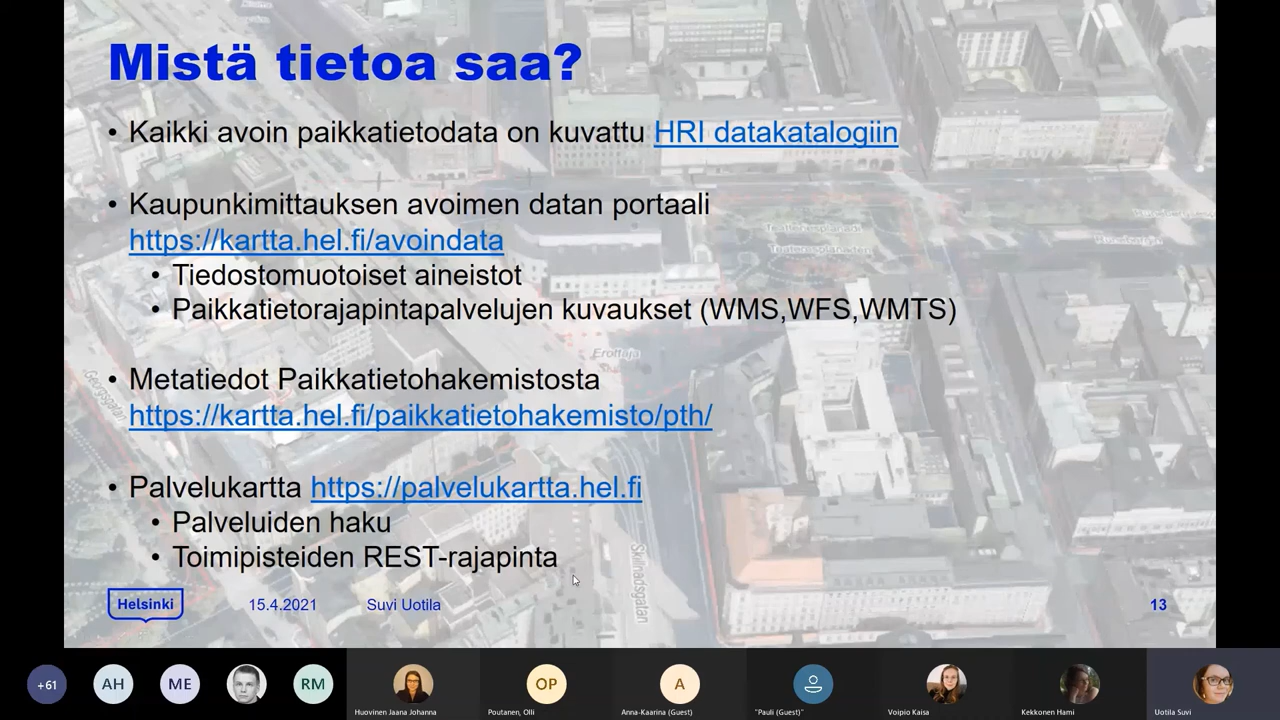 Mistä tietoa saa?
• Kaikki avoin paikkatietodata on kuvattu HRI datakatalogiin
• Kaupunkimittauksen avoimen datan portaali
https://kartta.hel.fi/avoindata
• Tiedostomuotoiset aineistot
• Paikkatietorajapintapalvelujen kuvaukset (WMS,WFS,WMTS)
Erottaja
• Metatiedot Paikkatietohakemistosta
https://kartta.hel.fi/paikkatietohakemisto/pth/
• Palvelukartta https://palvelukartta.hel.fi
• Palveluiden haku
• Toimipisteiden REST-rajapinta
Skillnadsgatan
Helsinki 15.4.2021 Suvi Uotila 13
+61 AH ME RM OP A
Huovinen Jaana Johanna Poutanen, Olli Anna-Kaarina (Guest) "Pauli (Guest)" Voipio Kaisa Kekkonen Hami Uotila Suvi